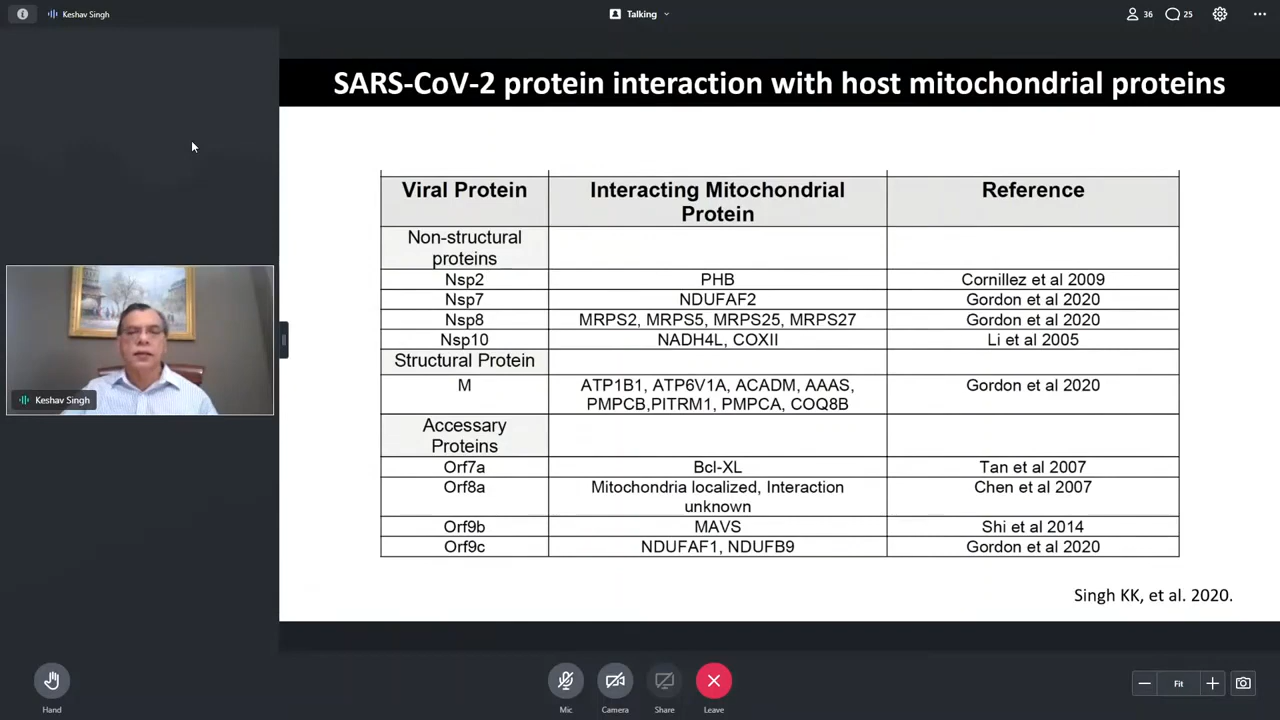 Keshav Singh
Talking
36
25
SARS-CoV-2 protein interaction with host mitochondrial proteins
Viral Protein
Interacting Mitochondrial
Protein
Reference
Non-structural
proteins
Nsp2 PHB Cornillez et al 2009
Nsp7 NDUFAF2 Gordon et al 2020
Nsp8 MRPS2, MRPS5, MRPS25, MRPS27 Gordon et al 2020
Nsp10 NADH4L, COXII Li et al 2005
Structural Protein
M ATP1B1, ATP6V1A, ACADM, AAAS, Gordon et al 2020
PMPCB,PITRM1, PMPCA, COQ8B
Accessary
Proteins
Orf7a Bcl-XL Tan et al 2007
Orf8a Mitochondria localized, Interaction Chen et al 2007
unknown
Orf9b MAVS Shi et al 2014
Orf9c NDUFAF1, NDUFB9 Gordon et al 2020
Singh KK, et al. 2020.
Keshav Singh
Hand
Mic
Camera
Share
Leave
Fit